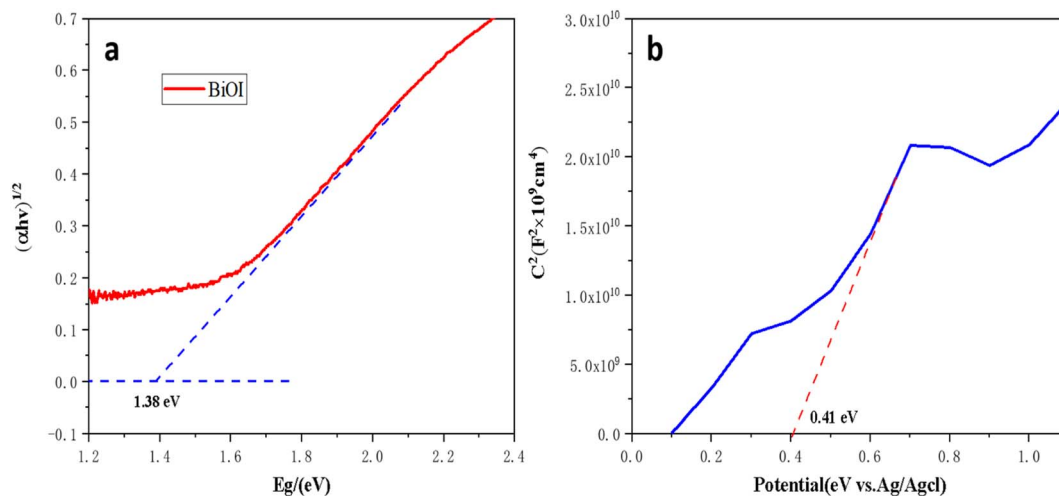 a
BiOI
0.7
0.6
0.5
0.4
0.3
0.2
0.1
0.0
-0.1
(αhν)1/2
1.38 eV
1.2 1.4 1.6 1.8 2.0 2.2 2.4
Eg/(eV)
b
3.0x10¹⁰
2.5x10¹⁰
2.0x10¹⁰
1.5x10¹⁰
1.0x10¹⁰
5.0x10⁹
0.0
C²(F²×10⁹cm⁻⁴)
0.41 eV
0.0 0.2 0.4 0.6 0.8 1.0
Potential(eV vs.Ag/Agcl)